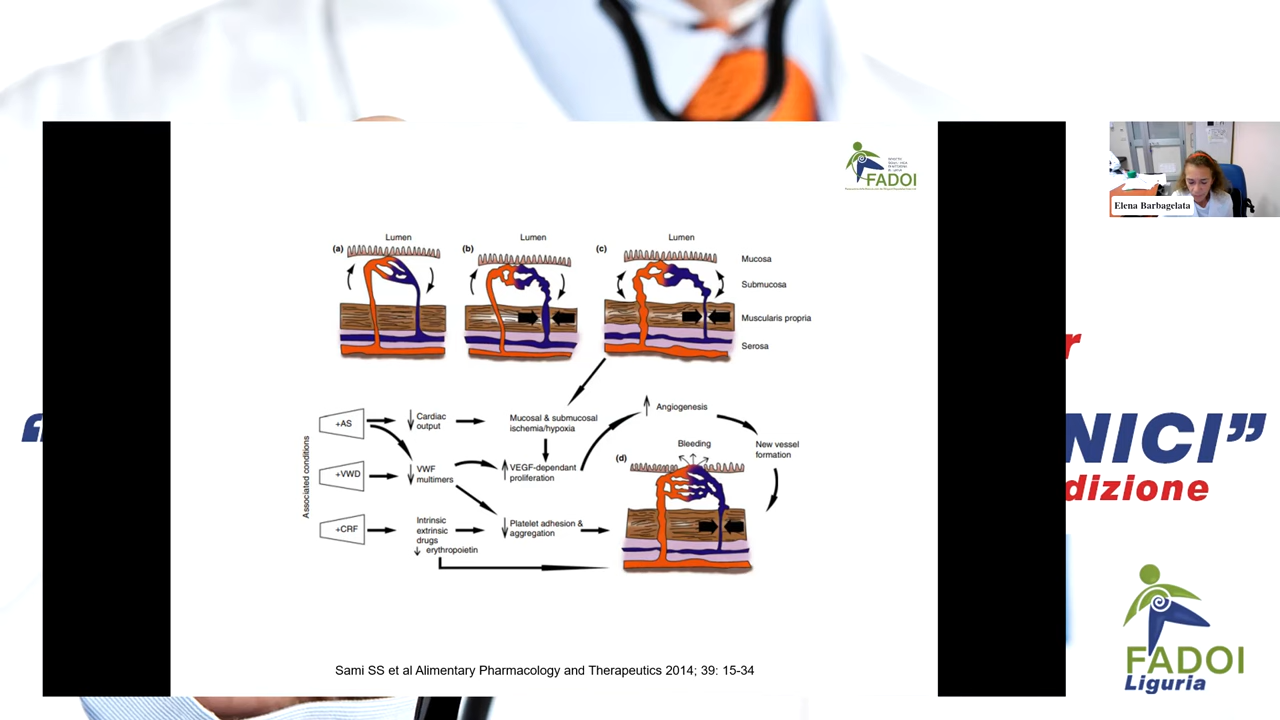 FADOI
Elena Barbagelata
(a)
Lumen
(b)
Lumen
(c)
Lumen
Mucosa
Submucosa
Muscularis propria
Serosa
Associated conditions
+AS
Cardiac
output
Mucosal & submucosal
ischemia/hypoxia
Angiogenesis
New vessel
formation
+VWD
VWF
multimers
VEGF-dependant
proliferation
(d)
Bleeding
+CRF
Intrinsic
extrinsic
drugs
erythropoietin
Platelet adhesion &
aggregation
Sami SS et al Alimentary Pharmacology and Therapeutics 2014; 39: 15-34
“
r
NICI”
dizione
FADOI
Liguria